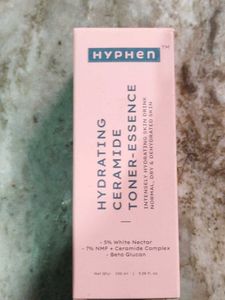 HYPHEN™
HYDRATING
CERAMIDE
TONER-ESSENCE
INTENSELY HYDRATING SKIN DRINK
NORMAL, DRY & DEHYDRATED SKIN
- 5% White Nectar
- 7% NMF + Ceramide Complex
- Beta Glucan